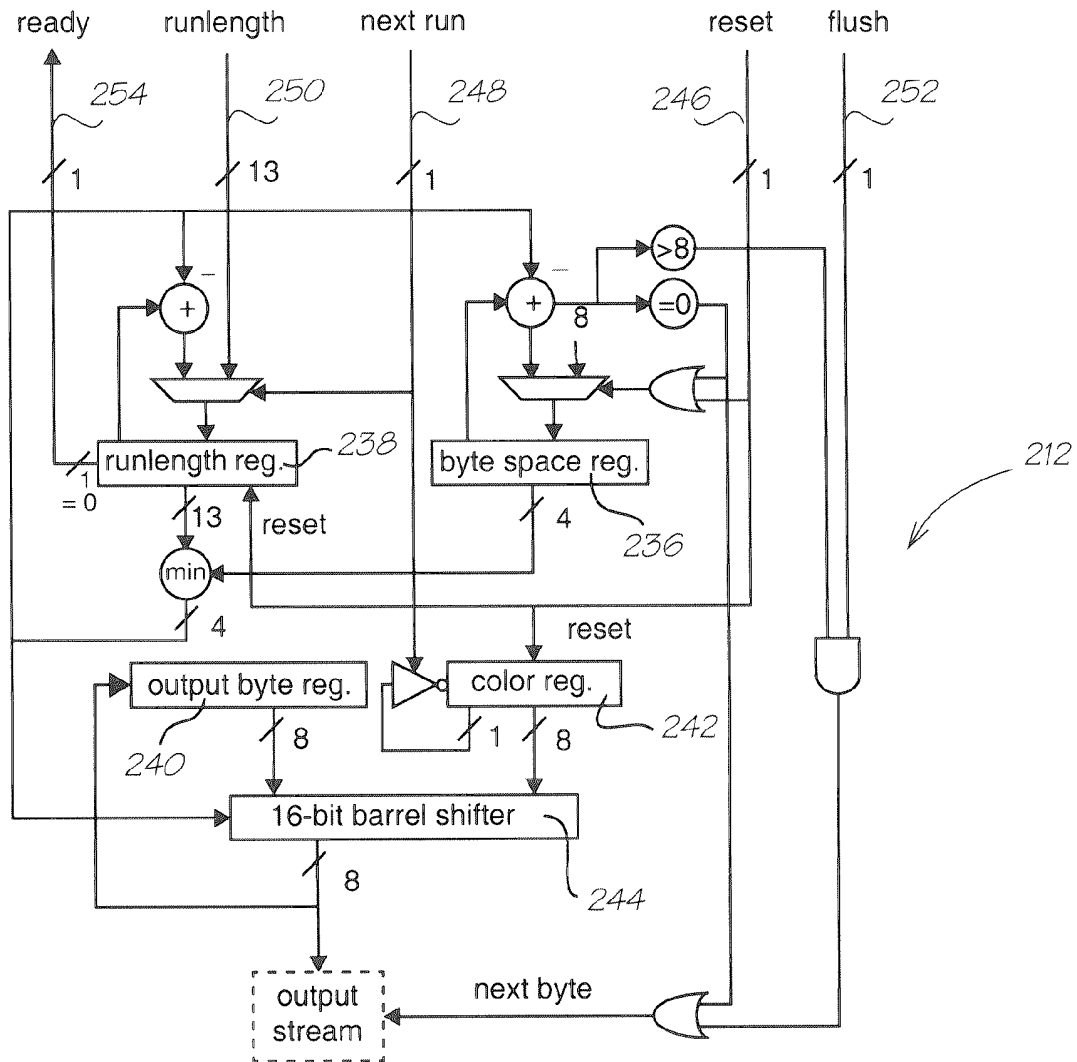 ready runlength next run reset flush
254 250 248 246 252
1 13 1 1 1
− − >8
+ + =0
8
runlength reg. 238 byte space reg. 212
1
= 0
13 reset 4 236
min
4 reset
output byte reg. color reg.
240 8 1 8 242
16-bit barrel shifter
8 244
next byte
output
stream